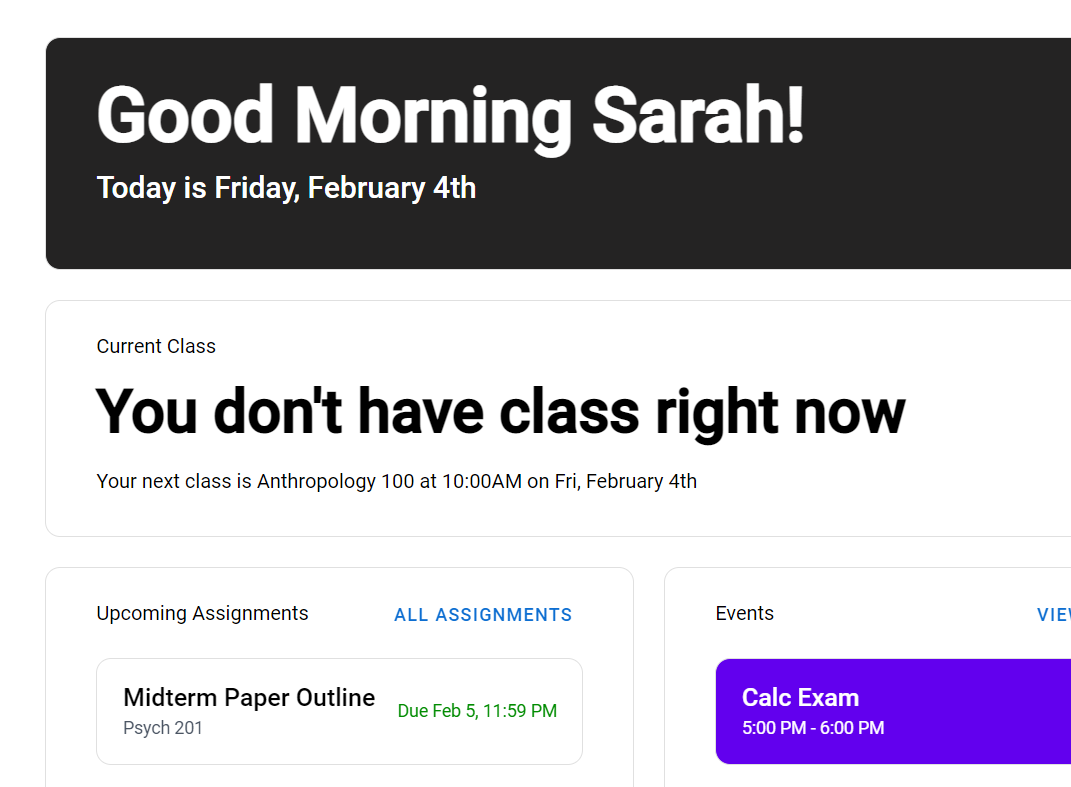 Good Morning Sarah!
Today is Friday, February 4th
Current Class
You don't have class right now
Your next class is Anthropology 100 at 10:00AM on Fri, February 4th
Upcoming Assignments
ALL ASSIGNMENTS
Midterm Paper Outline
Psych 201
Due Feb 5, 11:59 PM
Events
Calc Exam
5:00 PM - 6:00 PM